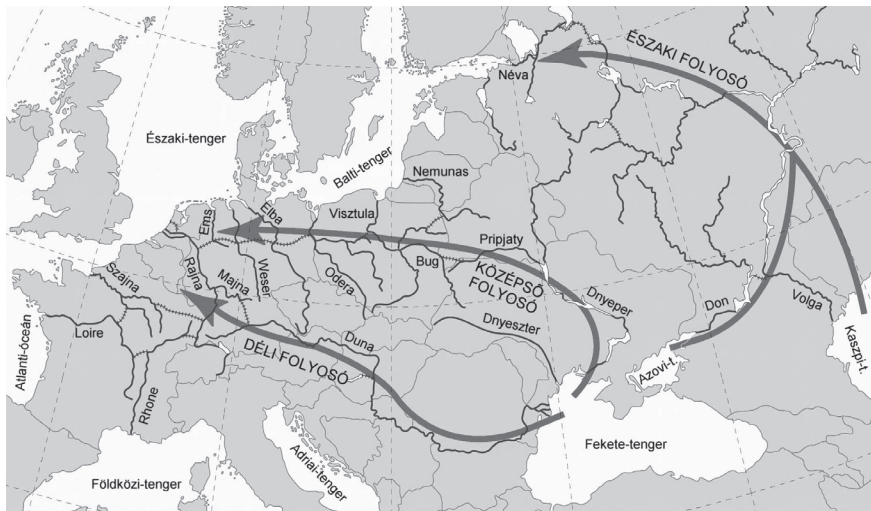 ÉSZAKI FOLYOSÓ
Néva
Északi-tenger
Balti-tenger
Nemunas
Elba
Visztula
Ems
Pripjaty
Rajna
Majna
Weser
Odera
Bug
KÖZÉPSŐ
FOLYOSÓ
Szajna
Dnyeper
Don
Volga
Dnyeszter
Loire
Duna
DÉLI FOLYOSÓ
Atlanti-óceán
Azovi-t.
Kaszpi-t.
Rhone
Fekete-tenger
Adriai-tenger
Földközi-tenger